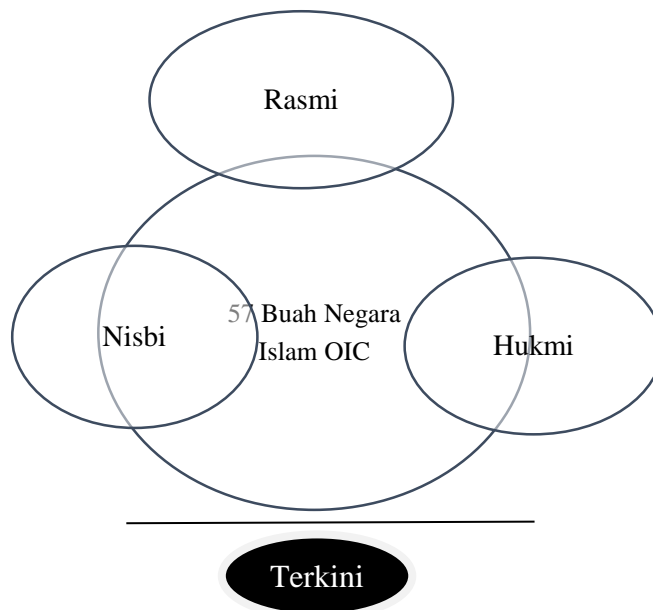 Rasmi
Nisbi
57 Buah Negara
Islam OIC
Hukmi
Terkini